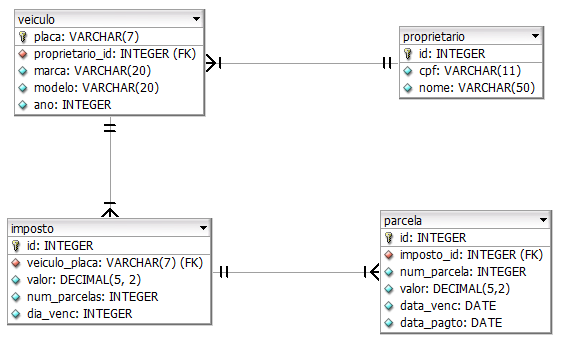 veiculo
placa: VARCHAR(7)
proprietario_id: INTEGER (FK)
marca: VARCHAR(20)
modelo: VARCHAR(20)
ano: INTEGER
proprietario
id: INTEGER
cpf: VARCHAR(11)
nome: VARCHAR(50)
imposto
id: INTEGER
veiculo_placa: VARCHAR(7) (FK)
valor: DECIMAL(5, 2)
num_parcelas: INTEGER
dia_venc: INTEGER
parcela
id: INTEGER
imposto_id: INTEGER (FK)
num_parcela: INTEGER
valor: DECIMAL(5,2)
data_venc: DATE
data_pagto: DATE